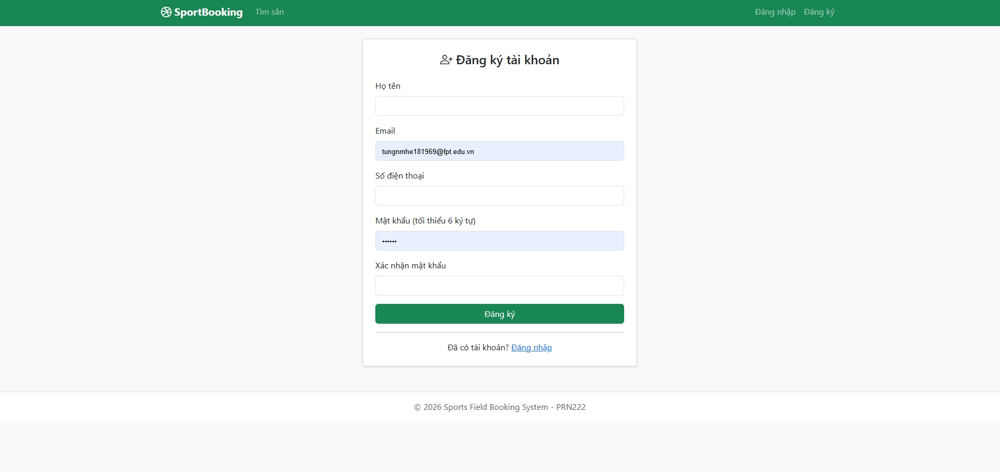 SportBooking Tìm sân Đăng nhập Đăng ký
Đăng ký tài khoản
Họ tên
Email
tungnmhe181969@fpt.edu.vn
Số điện thoại
Mật khẩu (tối thiểu 6 ký tự)
••••••
Xác nhận mật khẩu
Đăng ký
Đã có tài khoản? Đăng nhập
© 2026 Sports Field Booking System - PRN222